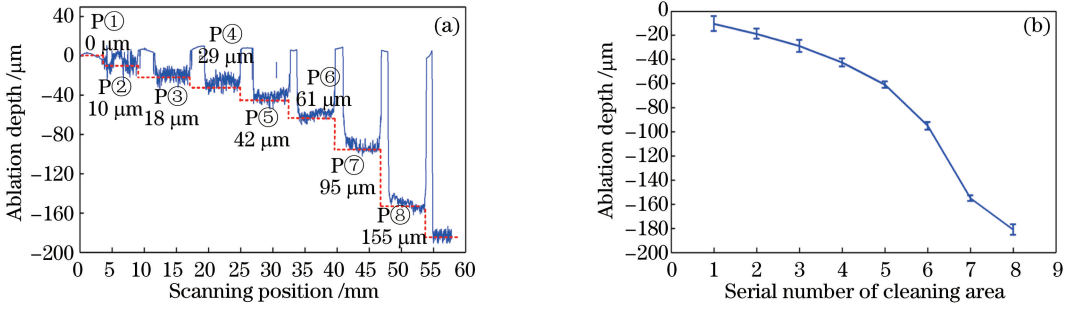 (a)
40
0
−40
−80
−120
−160
−200
Ablation depth /μm
P①
0 μm
P②
10 μm
P③
18 μm
P④
29 μm
P⑤
42 μm
P⑥
61 μm
P⑦
95 μm
P⑧
155 μm
0 5 10 15 20 25 30 35 40 45 50 55 60
Scanning position /mm
(b)
0
−20
−40
−60
−80
−100
−120
−140
−160
−180
−200
Ablation depth /μm
0 1 2 3 4 5 6 7 8 9
Serial number of cleaning area